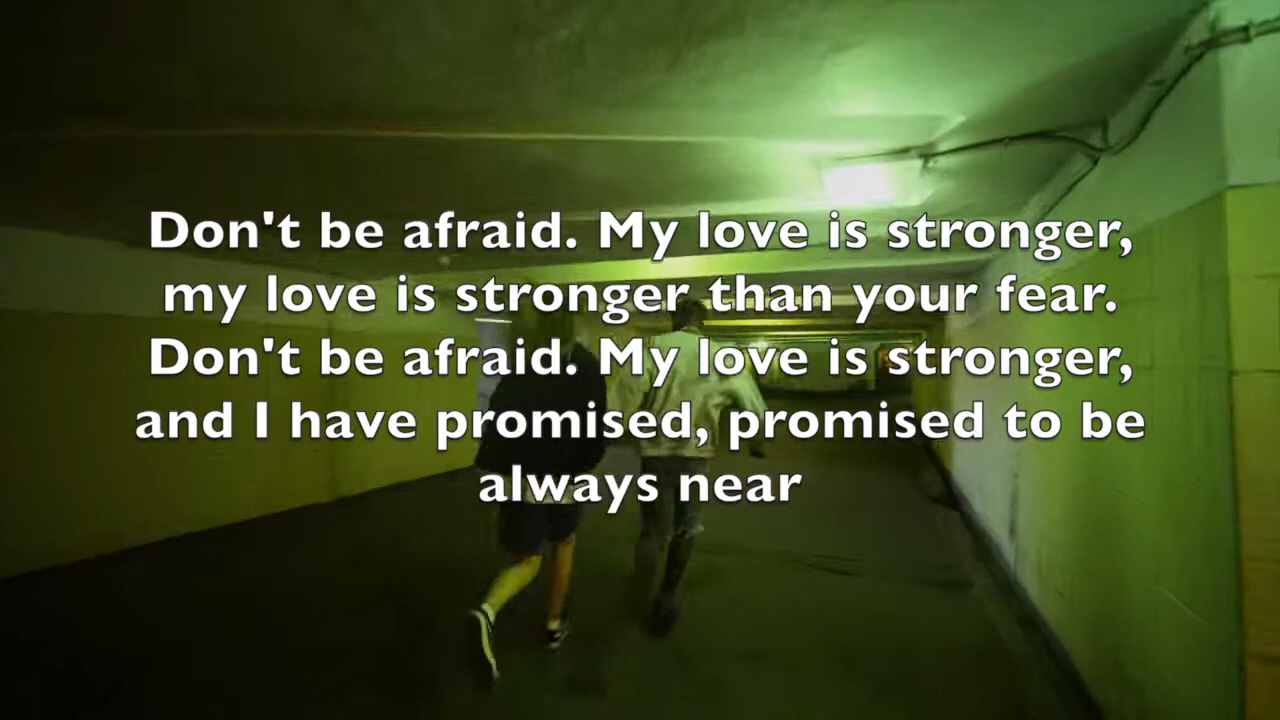 Don't be afraid. My love is stronger,
my love is stronger than your fear.
Don't be afraid. My love is stronger,
and I have promised, promised to be
always near